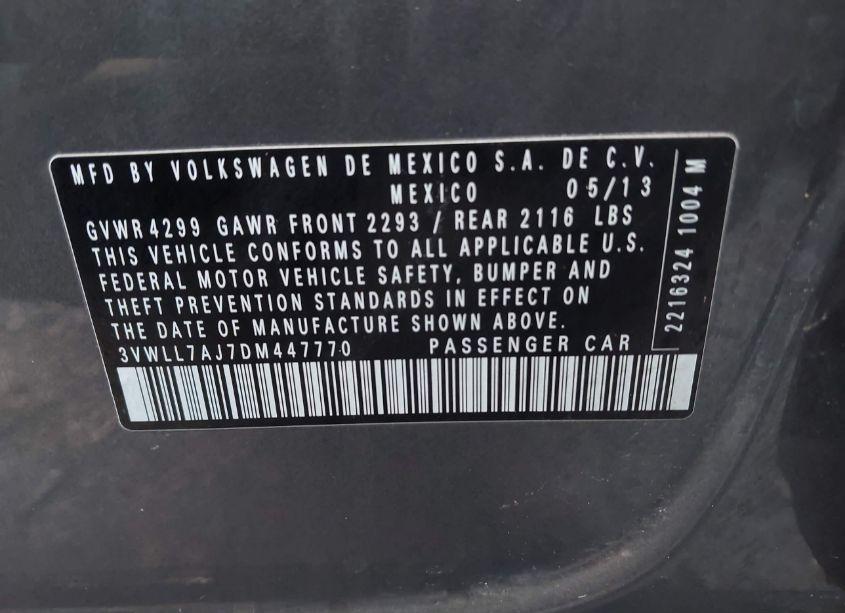 MFD BY VOLKSWAGEN DE MEXICO S.A. DE C.V.
MEXICO 05/13
GVWR 4299 GAWR FRONT 2293 / REAR 2116 LBS
THIS VEHICLE CONFORMS TO ALL APPLICABLE U.S.
FEDERAL MOTOR VEHICLE SAFETY, BUMPER AND
THEFT PREVENTION STANDARDS IN EFFECT ON
THE DATE OF MANUFACTURE SHOWN ABOVE.
3VWLL7AJ7DM447770 PASSENGER CAR
2216324 1004 M